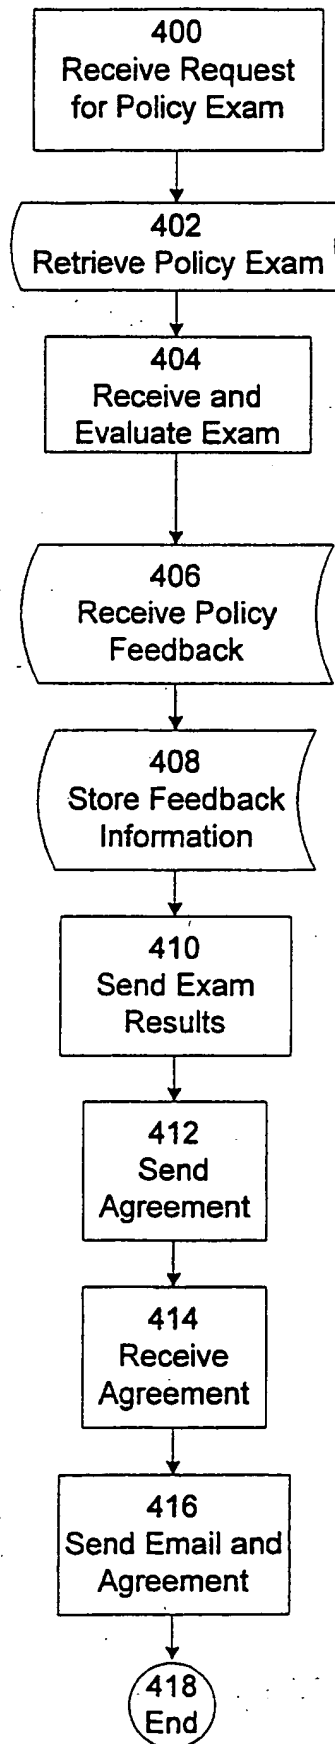 400
Receive Request
for Policy Exam
402
Retrieve Policy Exam
404
Receive and
Evaluate Exam
406
Receive Policy
Feedback
408
Store Feedback
Information
410
Send Exam
Results
412
Send
Agreement
414
Receive
Agreement
416
Send Email and
Agreement
418
End